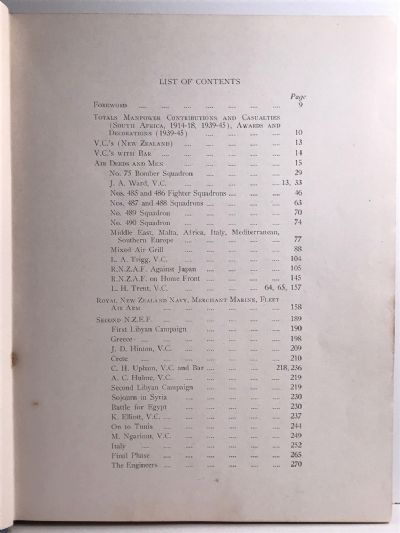 LIST OF CONTENTS
Page
Foreword .... .... .... .... .... .... .... 9
Totals Manpower Contributions and Casualties
(South Africa, 1914-18, 1939-45), Awards and
Decorations (1939-45) .... .... .... .... .... 10
V.C.'s (New Zealand) .... .... .... .... .... 13
V.C.'s with Bar .... .... .... .... .... .... 14
Air Deeds and Men .... .... .... .... .... 15
No. 75 Bomber Squadron .... .... .... .... 29
J. A. Ward, V.C. .... .... .... .... .... 13, 33
Nos. 485 and 486 Fighter Squadrons .... .... .... 46
Nos. 487 and 488 Squadrons .... .... .... .... 63
No. 489 Squadron .... .... .... .... .... 70
No. 490 Squadron .... .... .... .... .... 74
Middle East, Malta, Africa, Italy, Mediterranean,
Southern Europe .... .... .... .... .... 77
Mixed Air Grill .... .... .... .... .... 88
L. A. Trigg, V.C. .... .... .... .... .... 104
R.N.Z.A.F. Against Japan .... .... .... .... 105
R.N.Z.A.F. on Home Front .... .... .... .... 145
L. H. Trent, V.C. .... .... .... .... 64, 65, 157
Royal New Zealand Navy, Merchant Marine, Fleet
Air Arm .... .... .... .... .... .... 158
Second N.Z.E.F. .... .... .... .... .... 189
First Libyan Campaign .... .... .... .... 190
Greece .... .... .... .... .... .... 198
J. D. Hinton, V.C. .... .... .... .... .... 209
Crete .... .... .... .... .... .... 210
C. H. Upham, V.C. and Bar .... .... .... 218, 236
A. C. Hulme, V.C. .... .... .... .... .... 219
Second Libyan Campaign .... .... .... .... 219
Sojourn in Syria .... .... .... .... .... 230
Battle for Egypt .... .... .... .... .... 230
K. Elliott, V.C. .... .... .... .... .... 237
On to Tunis .... .... .... .... .... 244
M. Ngarimu, V.C. .... .... .... .... .... 249
Italy .... .... .... .... .... .... 252
Final Phase .... .... .... .... .... 265
The Engineers .... .... .... .... .... 270